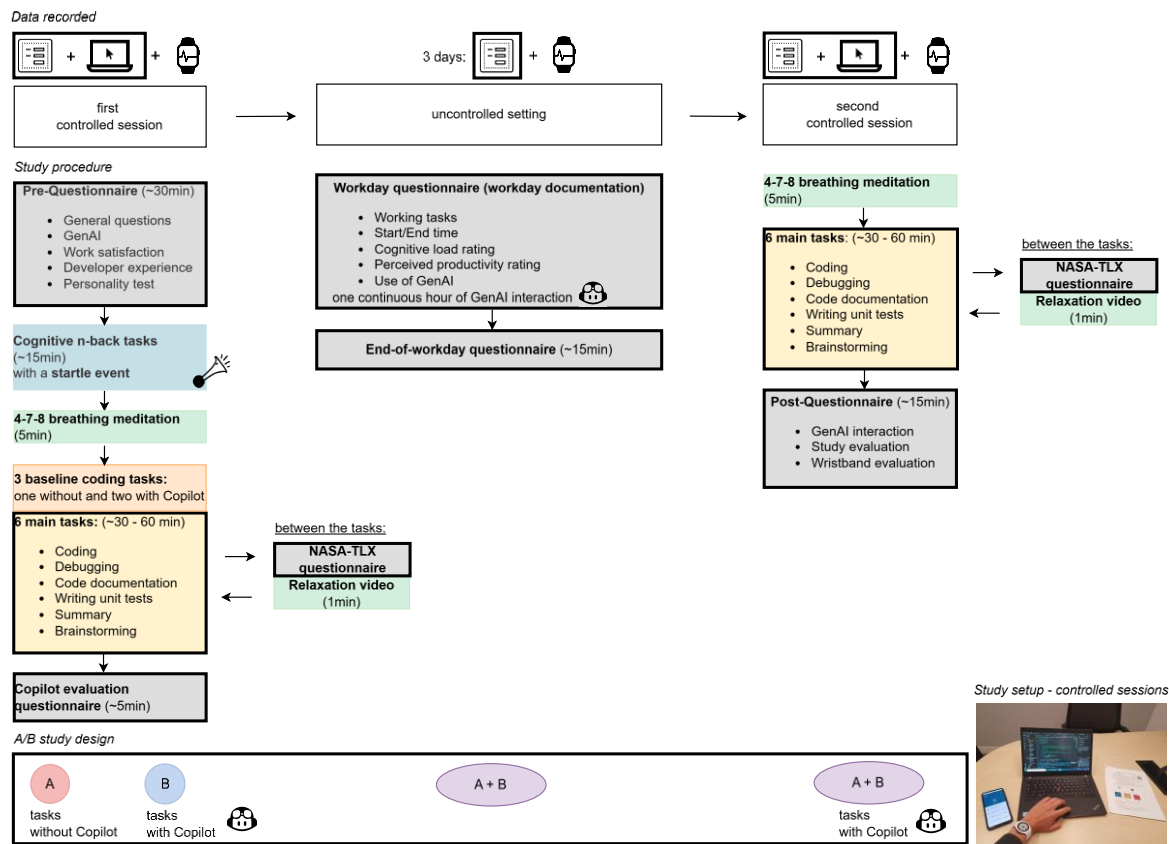 Data recorded
+
+
3 days:
+
+
+
first
controlled session
uncontrolled setting
second
controlled session
Study procedure
Pre-Questionnaire (~30min)
• General questions
• GenAI
• Work satisfaction
• Developer experience
• Personality test
Cognitive n-back tasks
(~15min)
with a startle event
4-7-8 breathing meditation
(5min)
3 baseline coding tasks:
one without and two with Copilot
6 main tasks: (~30 - 60 min)
• Coding
• Debugging
• Code documentation
• Writing unit tests
• Summary
• Brainstorming
between the tasks:
NASA-TLX
questionnaire
Relaxation video
(1min)
Copilot evaluation
questionnaire (~5min)
Workday questionnaire (workday documentation)
• Working tasks
• Start/End time
• Cognitive load rating
• Perceived productivity rating
• Use of GenAI
one continuous hour of GenAI interaction
End-of-workday questionnaire (~15min)
4-7-8 breathing meditation
(5min)
6 main tasks: (~30 - 60 min)
• Coding
• Debugging
• Code documentation
• Writing unit tests
• Summary
• Brainstorming
between the tasks:
NASA-TLX
questionnaire
Relaxation video
(1min)
Post-Questionnaire (~15min)
• GenAI interaction
• Study evaluation
• Wristband evaluation
A/B study design
A
tasks
without Copilot
B
tasks
with Copilot
A + B
A + B
tasks
with Copilot
Study setup - controlled sessions